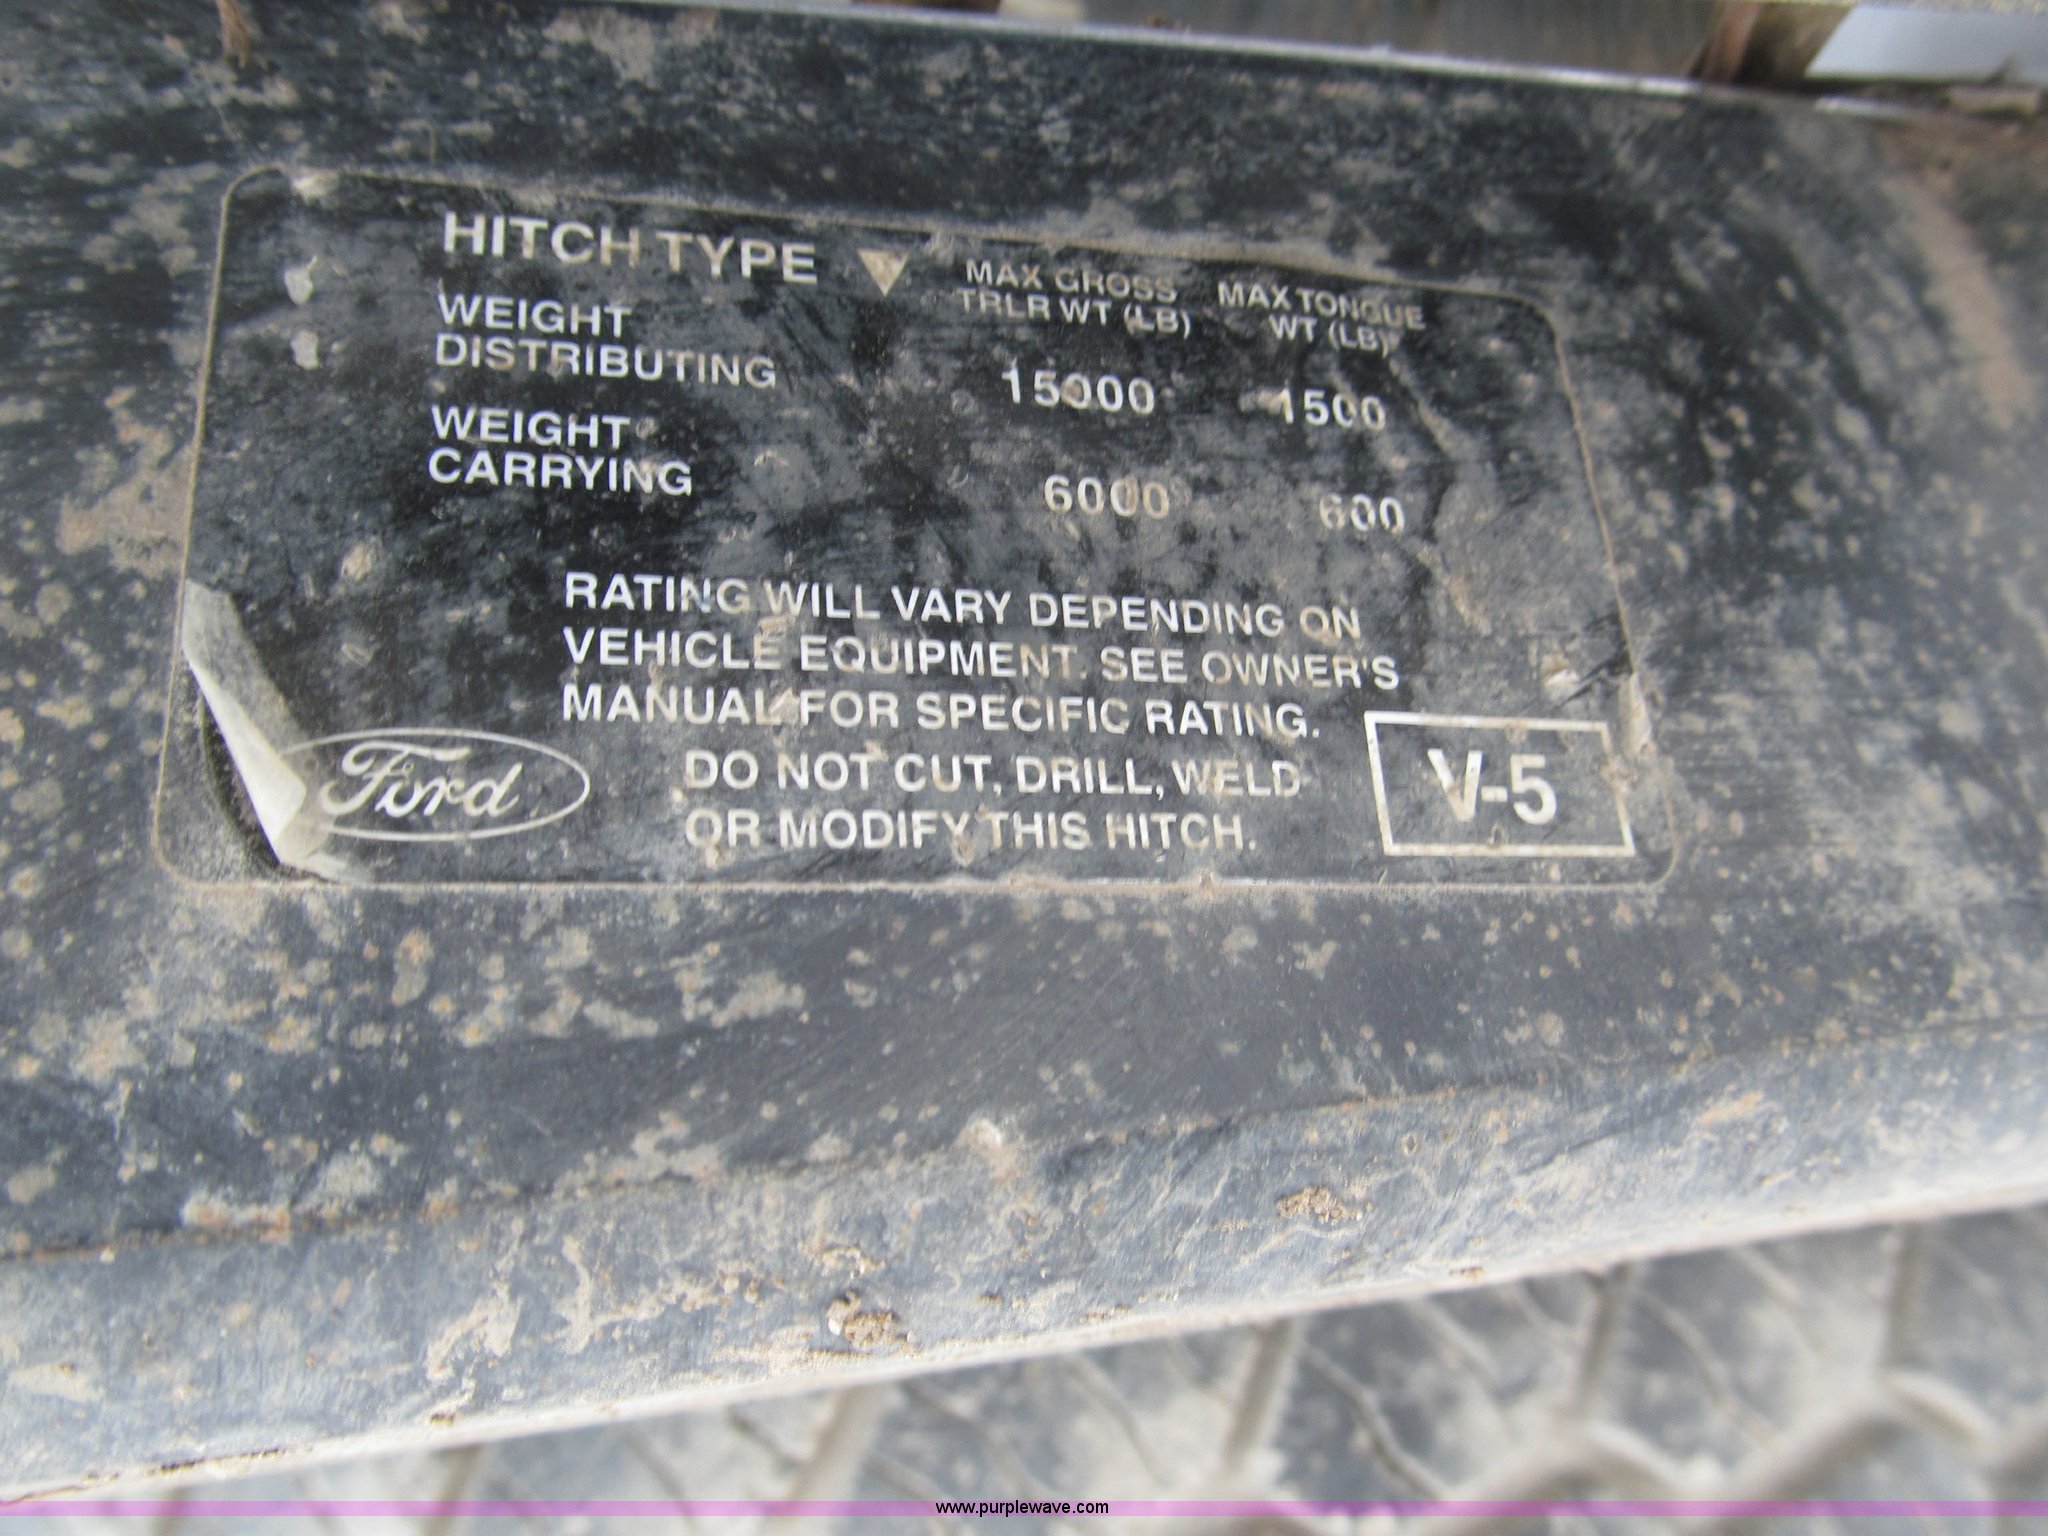 HITCH TYPE
MAX GROSS
TRLR WT (LB)
MAX TONGUE
WT (LB)
WEIGHT
DISTRIBUTING 15000 1500
WEIGHT
CARRYING 6000 600
RATING WILL VARY DEPENDING ON
VEHICLE EQUIPMENT. SEE OWNER'S
MANUAL FOR SPECIFIC RATING.
Ford
DO NOT CUT, DRILL, WELD
OR MODIFY THIS HITCH.
V-5
www.purplewave.com